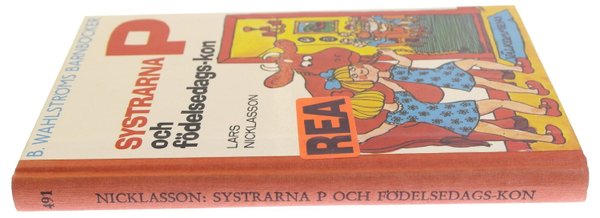 B. WAHLSTRÖMS BARNBÖCKER
SYSTRARNA P
och
födelsedags-kon
LARS
NICKLASSON
REA
491
NICKLASSON: SYSTRARNA P OCH FÖDELSEDAGS-KON